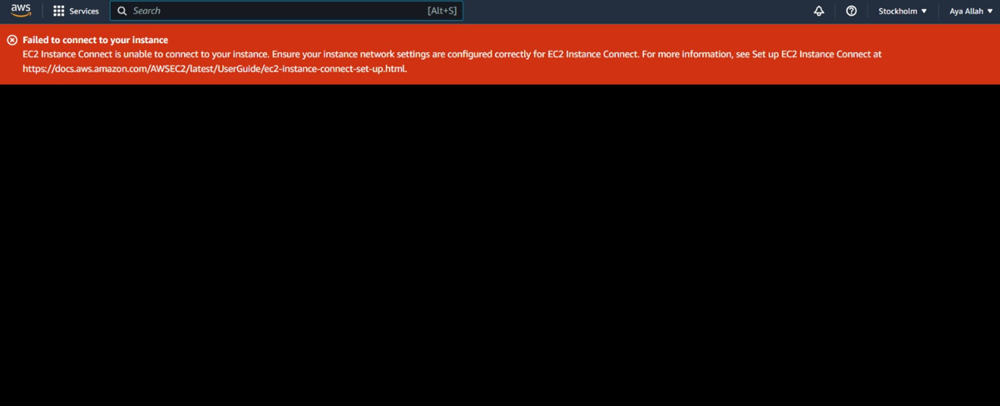 aws Services Search [Alt+S] Stockholm ▼ Aya Allah ▼
Failed to connect to your instance
EC2 Instance Connect is unable to connect to your instance. Ensure your instance network settings are configured correctly for EC2 Instance Connect. For more information, see Set up EC2 Instance Connect at
https://docs.aws.amazon.com/AWSEC2/latest/UserGuide/ec2-instance-connect-set-up.html.